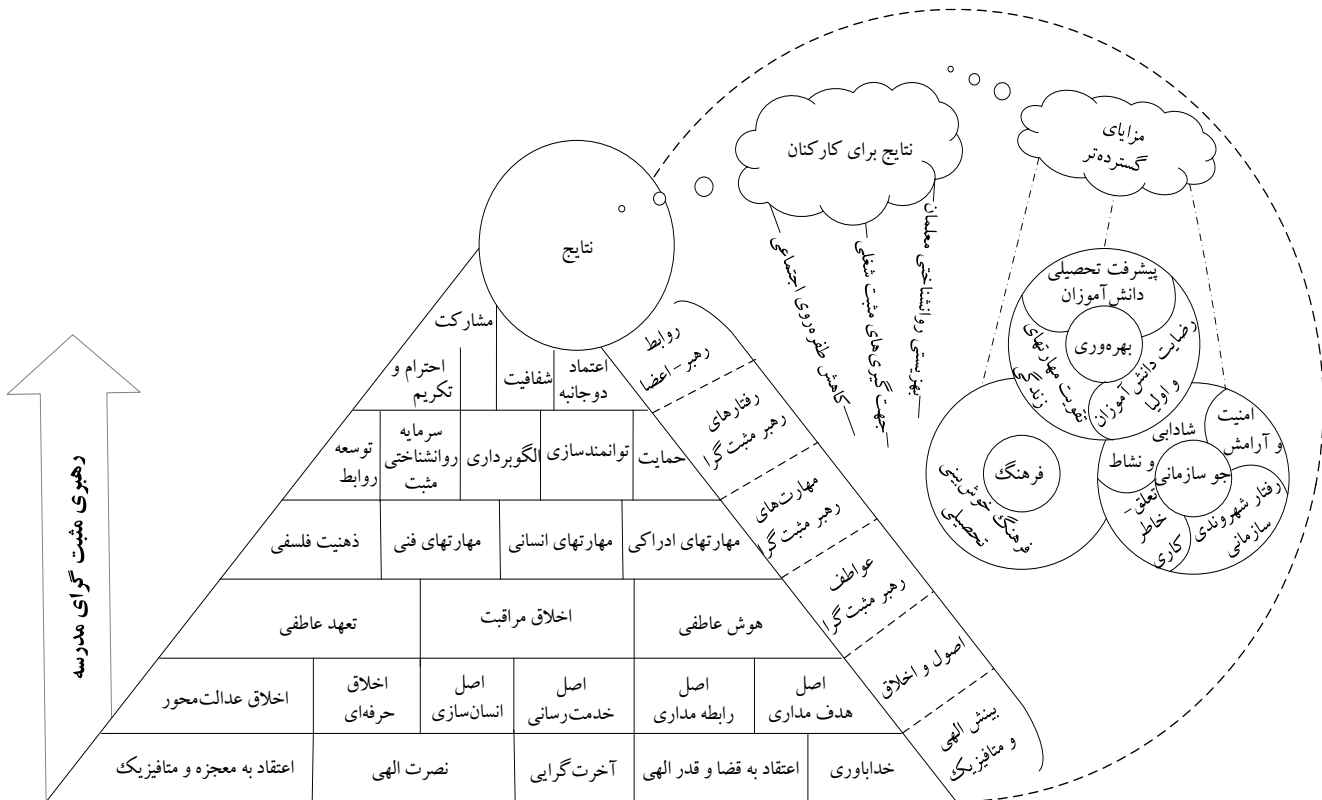 مزایای
گسترده‌تر
نتایج برای کارکنان
بهزیستی روانشناختی معلمان
جهت گیری‌های مثبت شغلی
کاهش طفره‌روی اجتماعی
پیشرفت تحصیلی
دانش‌آموزان
بهره‌وری
رضایت دانش‌آموزان
و اولیا
تقویت مهارتهای
زندگی
فرهنگ
فرهنگ خوش‌بینی
تحصیلی
جو سازمانی
امنیت
و آرامش
شادابی
و نشاط
تعلق-
خاطر
کاری
رفتار شهروندی
سازمانی
نتایج
روابط
رهبر-اعضا
رفتارهای
رهبر مثبت گرا
مهارت‌های
رهبر مثبت گرا
عواطف
رهبر مثبت گرا
اصول و اخلاق
بینش الهی
و متافیزیک
مشارکت
اعتماد
دوجانبه
شفافیت
احترام و
تکریم
حمایت
توانمندسازی
الگوبرداری
سرمایه
روانشناختی
مثبت
توسعه
روابط
مهارتهای ادراکی
مهارتهای انسانی
مهارتهای فنی
ذهنیت فلسفی
هوش عاطفی
اخلاق مراقبت
تعهد عاطفی
اصل
هدف مداری
اصل
رابطه مداری
اصل
خدمت‌رسانی
اصل
انسان‌سازی
اخلاق
حرفه‌ای
اخلاق عدالت‌محور
خداباوری
اعتقاد به قضا و قدر الهی
آخرت‌گرایی
نصرت الهی
اعتقاد به معجزه و متافیزیک
رهبری مثبت گرای مدرسه